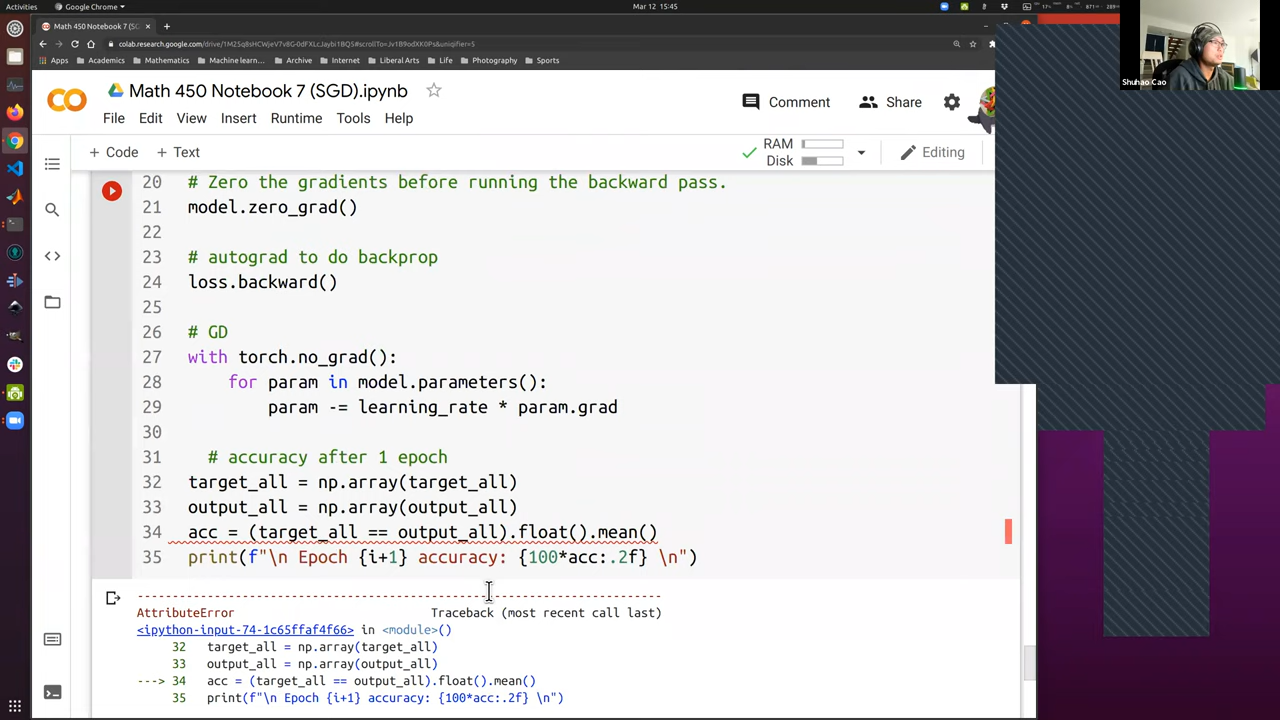 Activities
Google Chrome
Mar 12 15:45
Math 450 Notebook 7 (SGD)
Apps
Academics
Mathematics
Machine learn...
Archive
Internet
Liberal Arts
Life
Photography
Sports
Math 450 Notebook 7 (SGD).ipynb
Comment
Share
File Edit View Insert Runtime Tools Help
+ Code + Text
RAM
Disk
Editing
20 # Zero the gradients before running the backward pass.
21 model.zero_grad()
22
23 # autograd to do backprop
24 loss.backward()
25
26 # GD
27 with torch.no_grad():
28 for param in model.parameters():
29 param -= learning_rate * param.grad
30
31 # accuracy after 1 epoch
32 target_all = np.array(target_all)
33 output_all = np.array(output_all)
34 acc = (target_all == output_all).float().mean()
35 print(f"\n Epoch {i+1} accuracy: {100*acc:.2f} \n")
---------------------------------------------------------------------------
AttributeError Traceback (most recent call last)
<ipython-input-74-1c65ffaf4f66> in <module>()
32 target_all = np.array(target_all)
33 output_all = np.array(output_all)
---> 34 acc = (target_all == output_all).float().mean()
35 print(f"\n Epoch {i+1} accuracy: {100*acc:.2f} \n")
Shuhao Cao